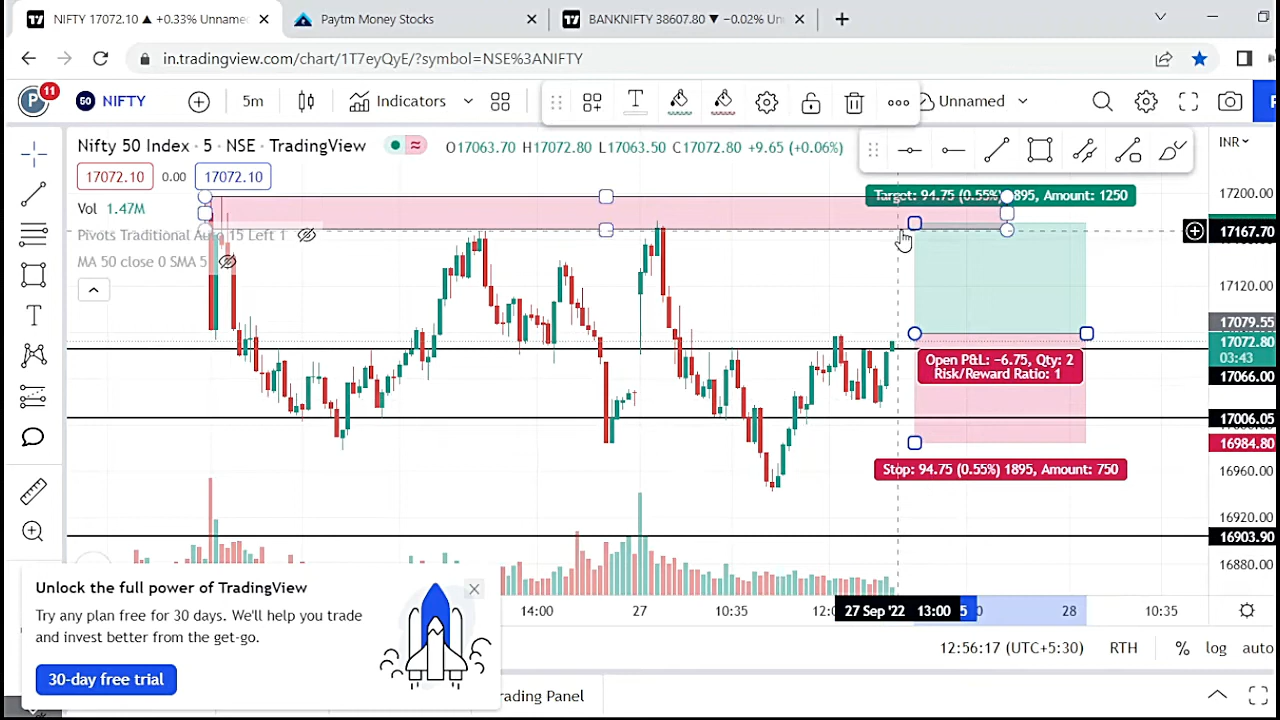 NIFTY 17072.10 ▲ +0.33% Unname
Paytm Money Stocks
BANKNIFTY 38607.80 ▼ −0.02% Un
in.tradingview.com/chart/1T7eyQyE/?symbol=NSE%3ANIFTY
P 11
50 NIFTY
5m
Indicators
Unnamed
Nifty 50 Index · 5 · NSE · TradingView
O17063.70 H17072.80 L17063.50 C17072.80 +9.65 (+0.06%)
INR
17072.10 0.00 17072.10
Vol 1.47M
Pivots Traditional Auto 15 Left 1
MA 50 close 0 SMA 5
Target: 94.75 (0.55%) 1895, Amount: 1250
17200.00
17167.70
17120.00
17079.55
17072.80
03:43
17066.00
Open P&L: −6.75, Qty: 2
Risk/Reward Ratio: 1
17006.05
16984.80
Stop: 94.75 (0.55%) 1895, Amount: 750
16960.00
16920.00
16903.90
16880.00
14:00 27 10:35 12:0 27 Sep '22 13:00 5 0 28 10:35
Unlock the full power of TradingView
Try any plan free for 30 days. We'll help you trade
and invest better from the get-go.
30-day free trial
12:56:17 (UTC+5:30) RTH % log auto
rading Panel